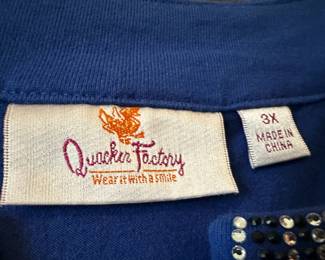 Quacker Factory
Wear it with a smile
3X
MADE IN
CHINA